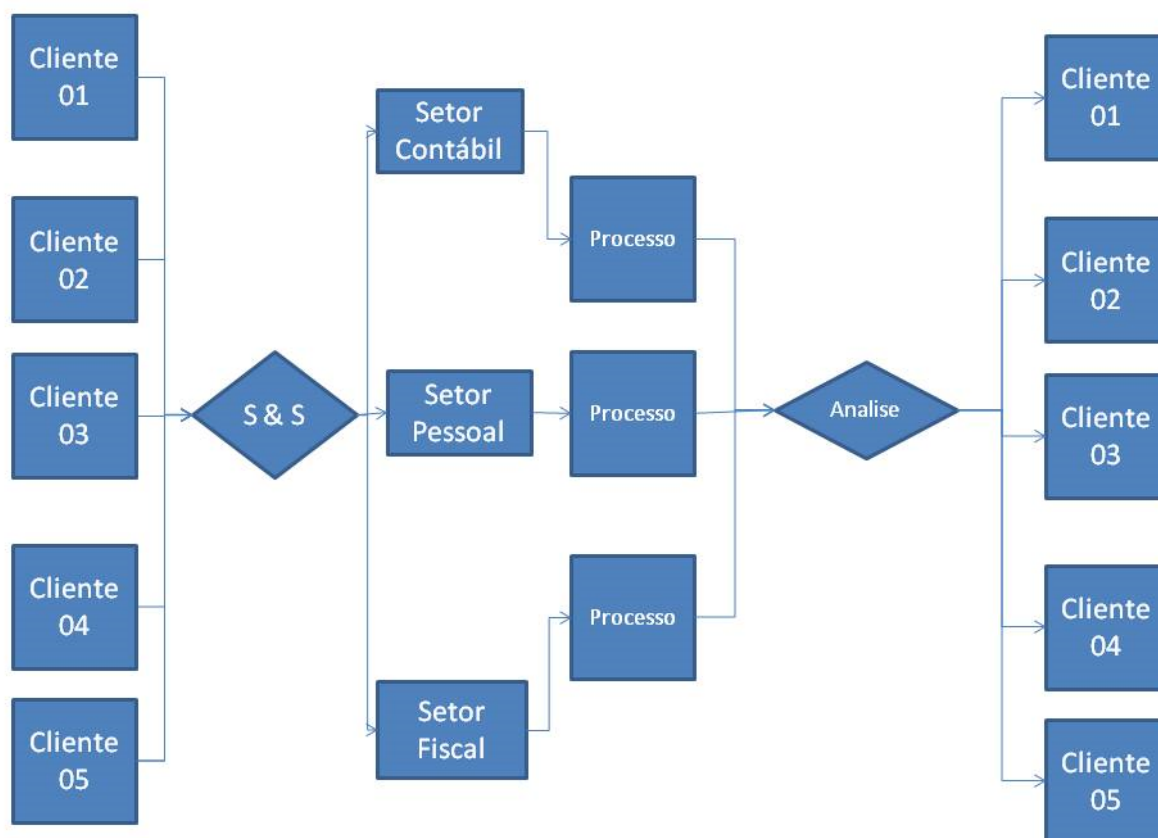 Cliente
01
Cliente
02
Cliente
03
Cliente
04
Cliente
05
S & S
Setor
Contábil
Setor
Pessoal
Setor
Fiscal
Processo
Processo
Processo
Analise
Cliente
01
Cliente
02
Cliente
03
Cliente
04
Cliente
05